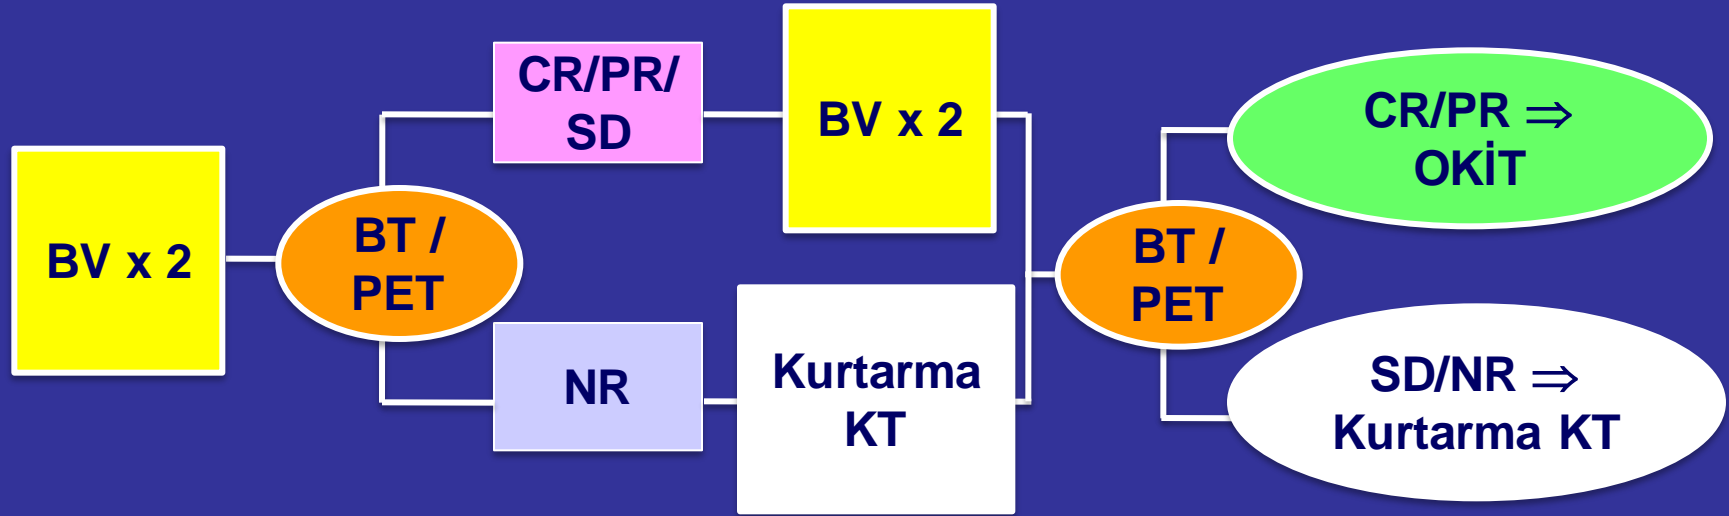 BV x 2
BT /
PET
CR/PR/
SD
NR
BV x 2
Kurtarma
KT
BT /
PET
CR/PR ⇒
OKİT
SD/NR ⇒
Kurtarma KT